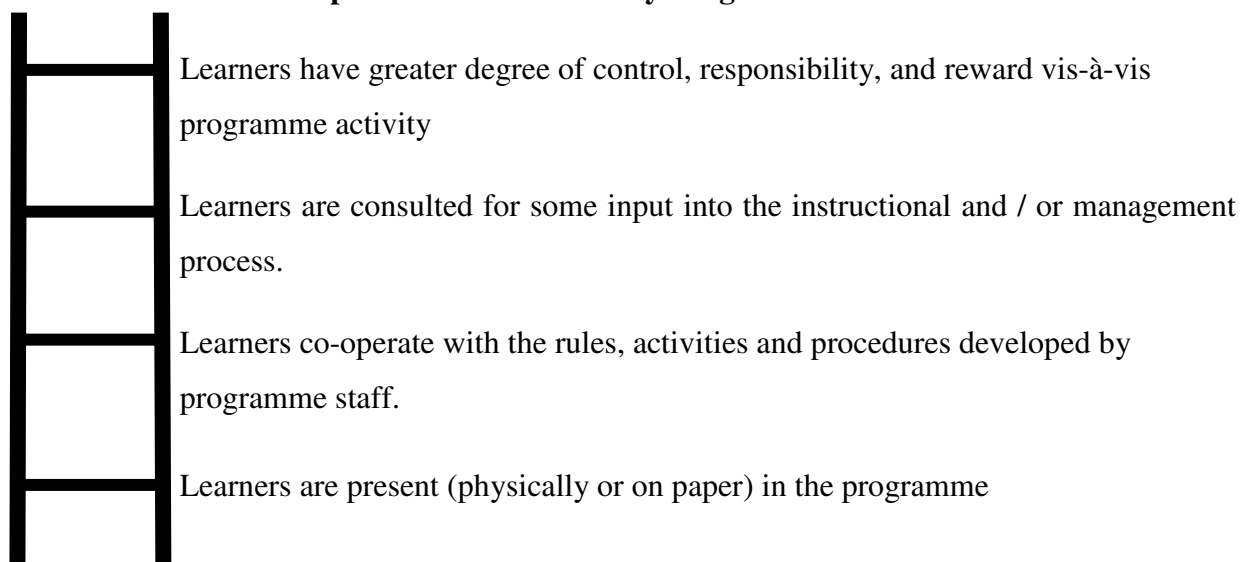 Learners have greater degree of control, responsibility, and reward vis-à-vis
programme activity
Learners are consulted for some input into the instructional and / or management
process.
Learners co-operate with the rules, activities and procedures developed by
programme staff.
Learners are present (physically or on paper) in the programme